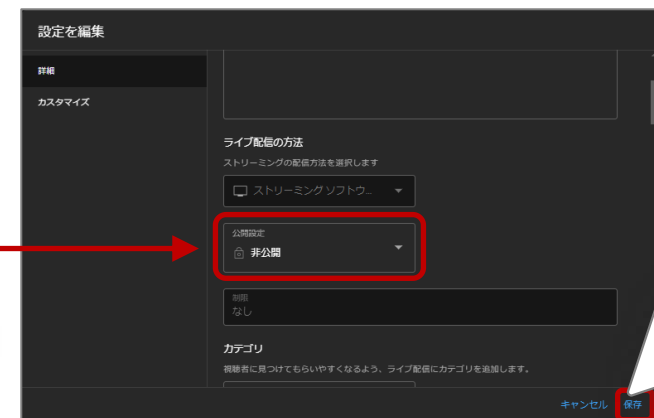 設定を編集
詳細
カスタマイズ
ライブ配信の方法
ストリーミングの配信方法を選択します
ストリーミングソフトウ...
公開設定
非公開
制限
なし
カテゴリ
視聴者に見つけてもらいやすくなるよう、ライブ配信にカテゴリを追加します。
キャンセル 保存